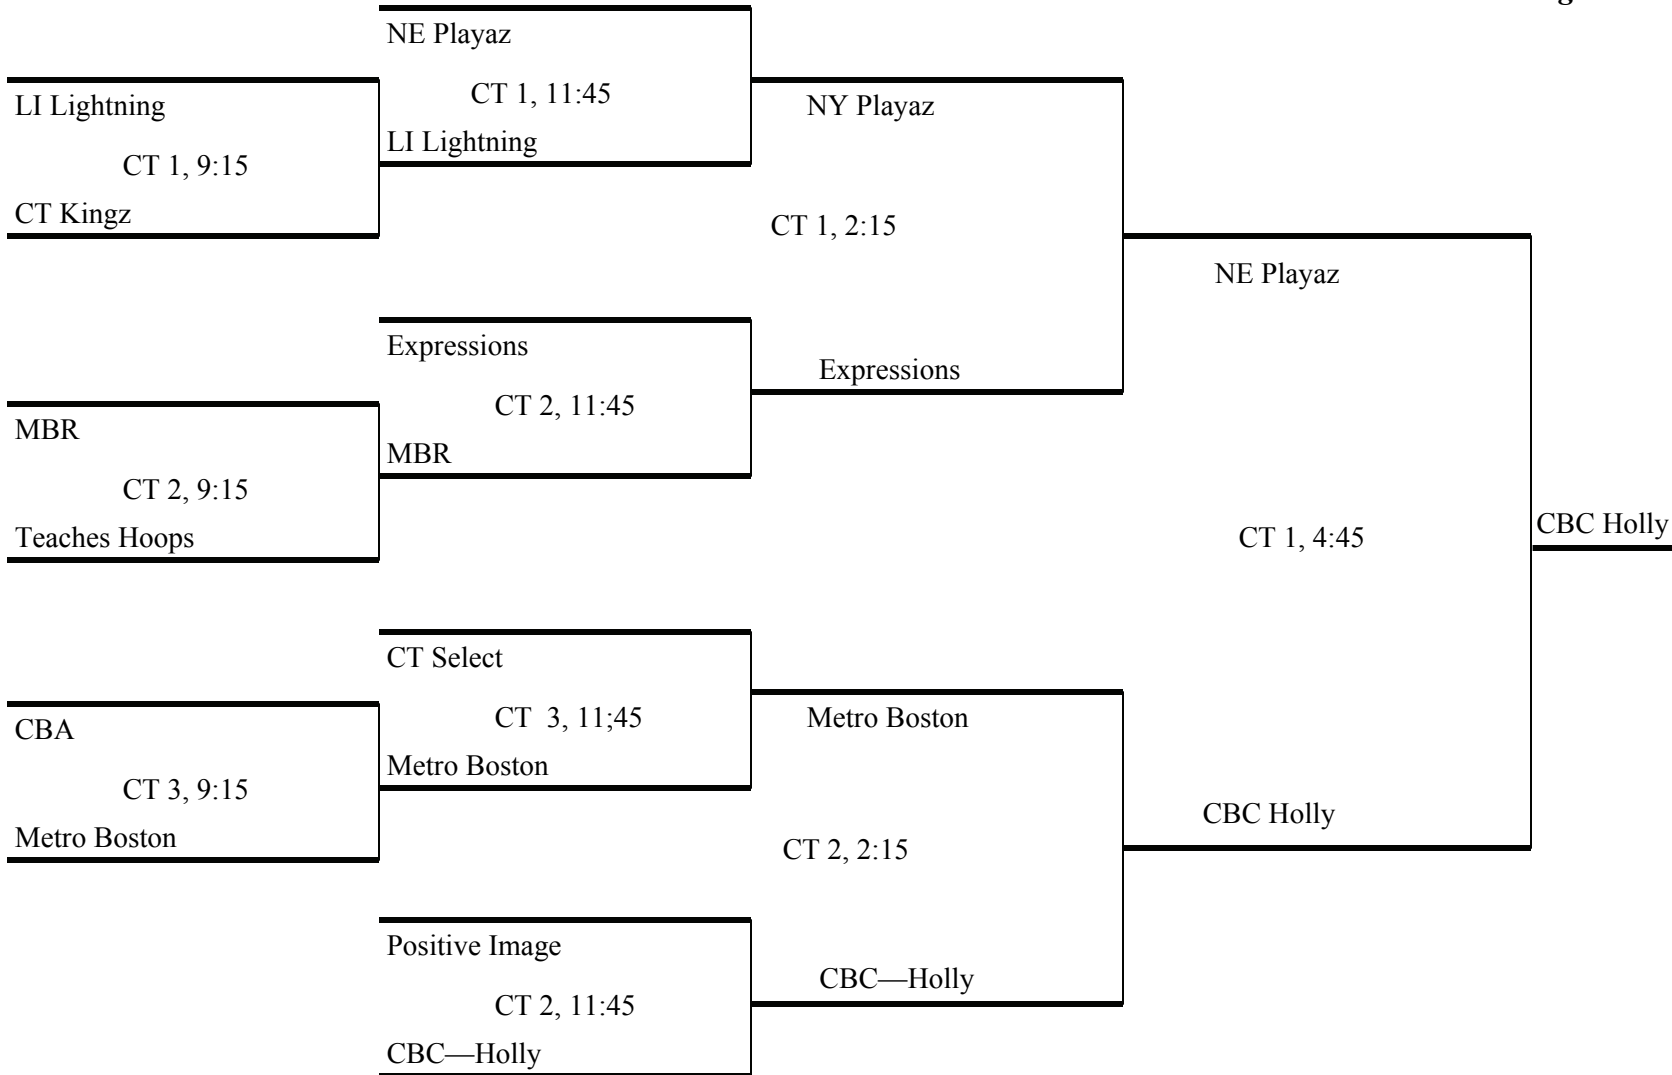 NE Playaz
CT 1, 11:45
LI Lightning
LI Lightning
CT 1, 9:15
CT Kingz
NY Playaz
CT 1, 2:15
Expressions
NE Playaz
Expressions
CT 2, 11:45
MBR
MBR
CT 2, 9:15
Teaches Hoops
CT 1, 4:45
CBC Holly
CT Select
CT  3, 11;45
Metro Boston
CBA
CT 3, 9:15
Metro Boston
Metro Boston
CT 2, 2:15
CBC—Holly
CBC Holly
Positive Image
CT 2, 11:45
CBC—Holly